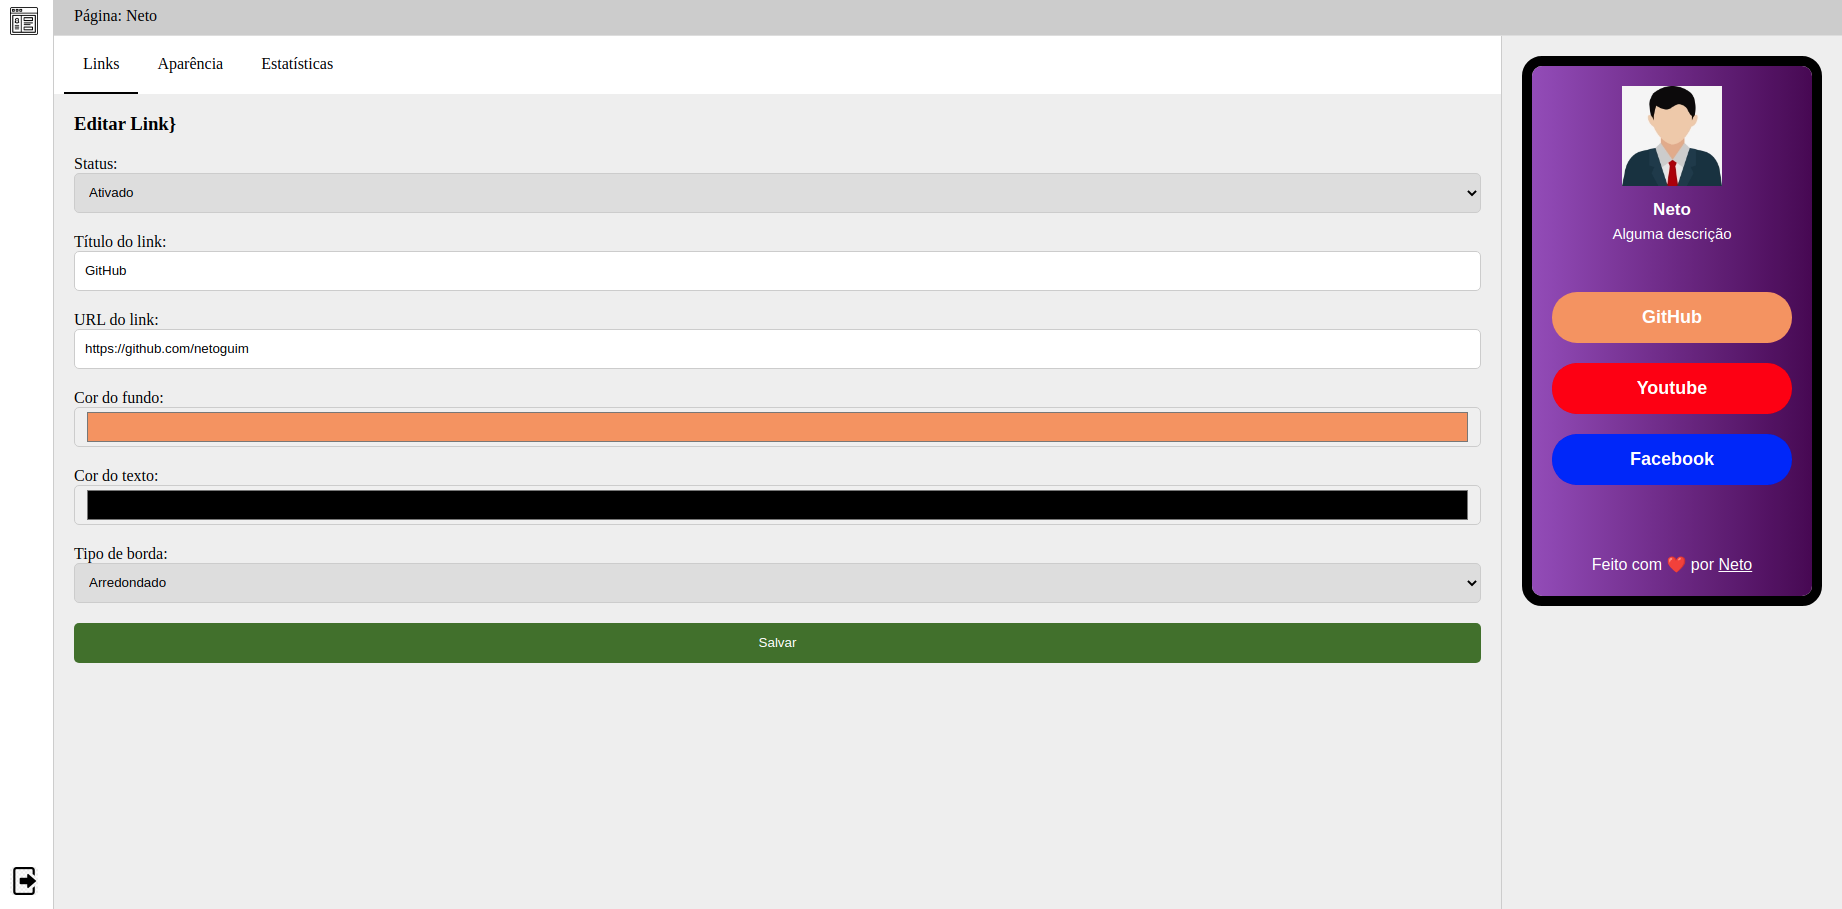 Página: Neto
Links Aparência Estatísticas
Editar Link}
Status:
Ativado
Título do link:
GitHub
URL do link:
https://github.com/netoguim
Cor do fundo:
Cor do texto:
Tipo de borda:
Arredondado
Salvar
Neto
Alguma descrição
GitHub
Youtube
Facebook
Feito com ❤️ por Neto